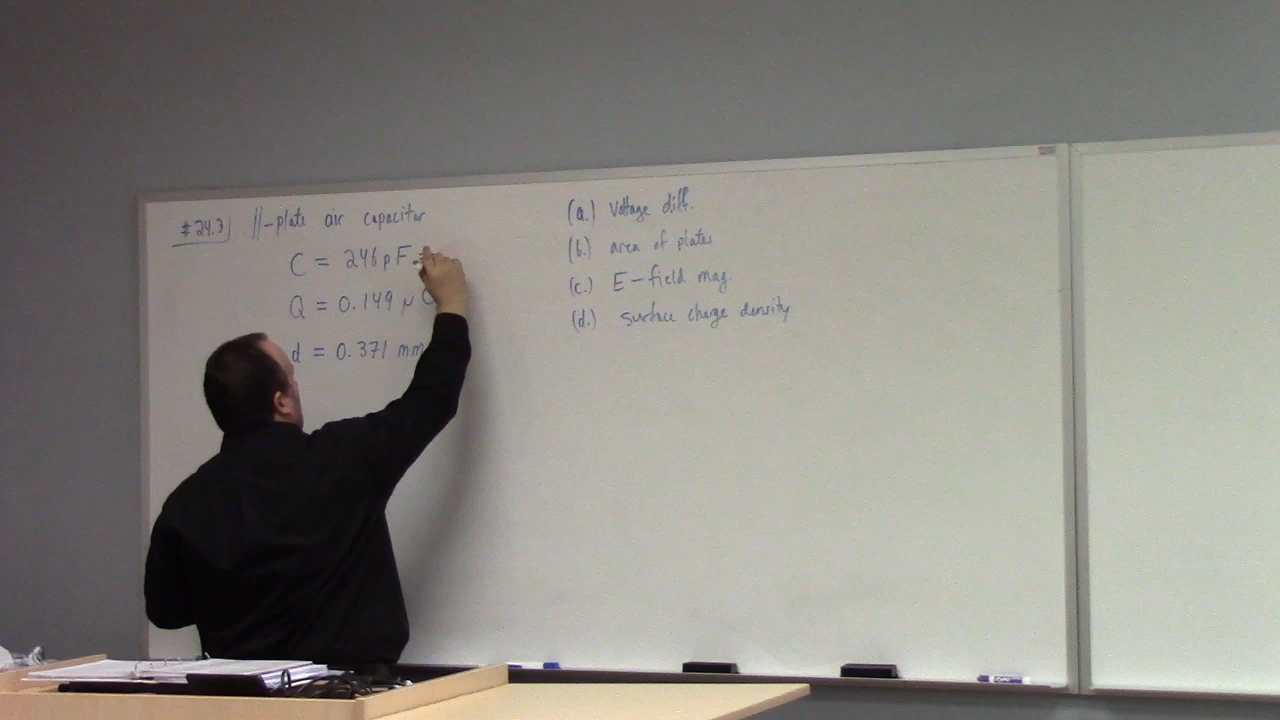 #24.3 //-plate air capacitor
C = 246 pF =
Q = 0.149 μC
d = 0.371 mm
(a.) Voltage diff.
(b.) area of plates
(c.) E-field mag.
(d.) surface charge density